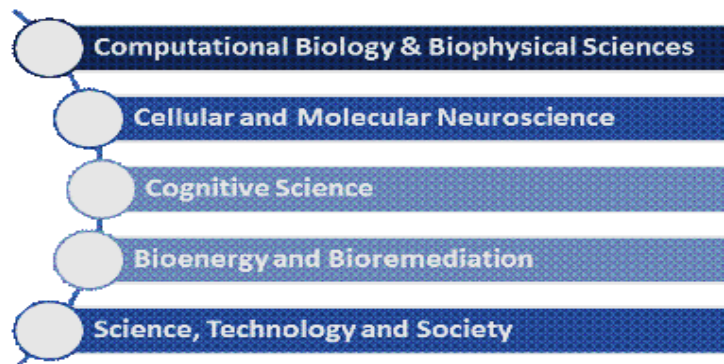 Computational Biology & Biophysical Sciences
Cellular and Molecular Neuroscience
Cognitive Science
Bioenergy and Bioremediation
Science, Technology and Society